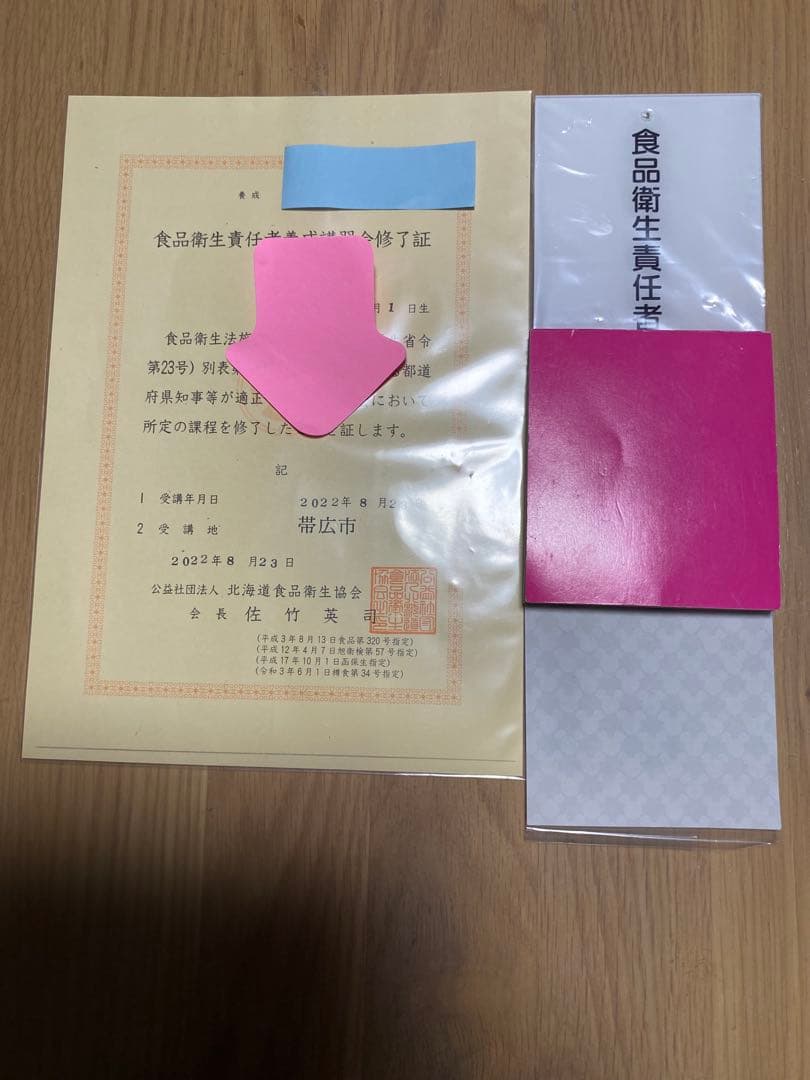 養成
食品衛生責任者養成講習会修了証
月 1 日生
食品衛生法施 省令
第23号）別表 都道
府県知事等が適正 において
所定の課程を修了した 証します。
記
1 受講年月日 2022年 8 月2
2 受 講 地 帯広市
2022年 8 月23日
公益社団法人 北海道食品衛生協会
会 長 佐 竹 英 司
（平成3年8月13日食品第320号指定）
（平成12年4月7日旭衛検第57号指定）
（平成17年10月1日函保生指定）
（令和3年6月1日樽食第34号指定）
食品衛生責任者